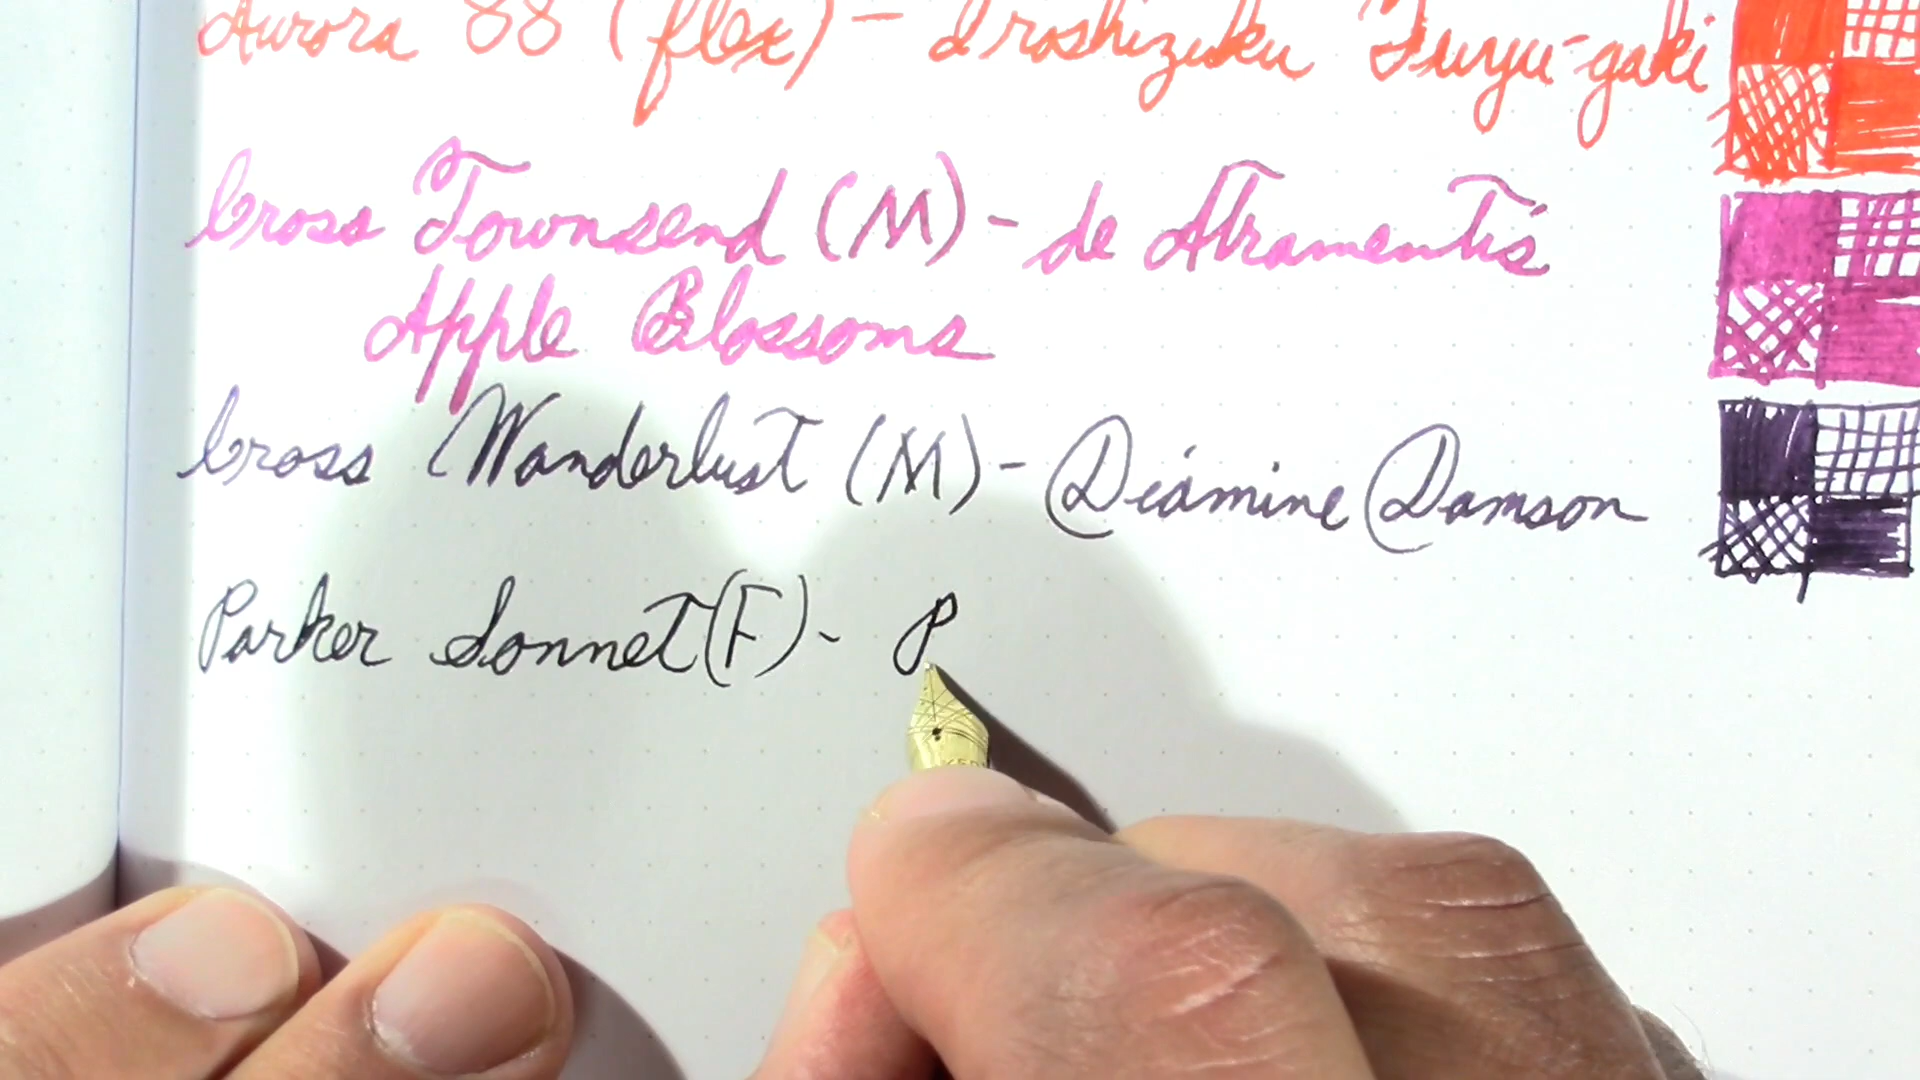 Aurora 88 (flex) - Iroshizuku Fuyu-gaki
Cross Townsend (M) - de Atramentis
Apple Blossoms
Cross Wanderlust (M) - Diamine Damson
Parker Sonnet (F) - P